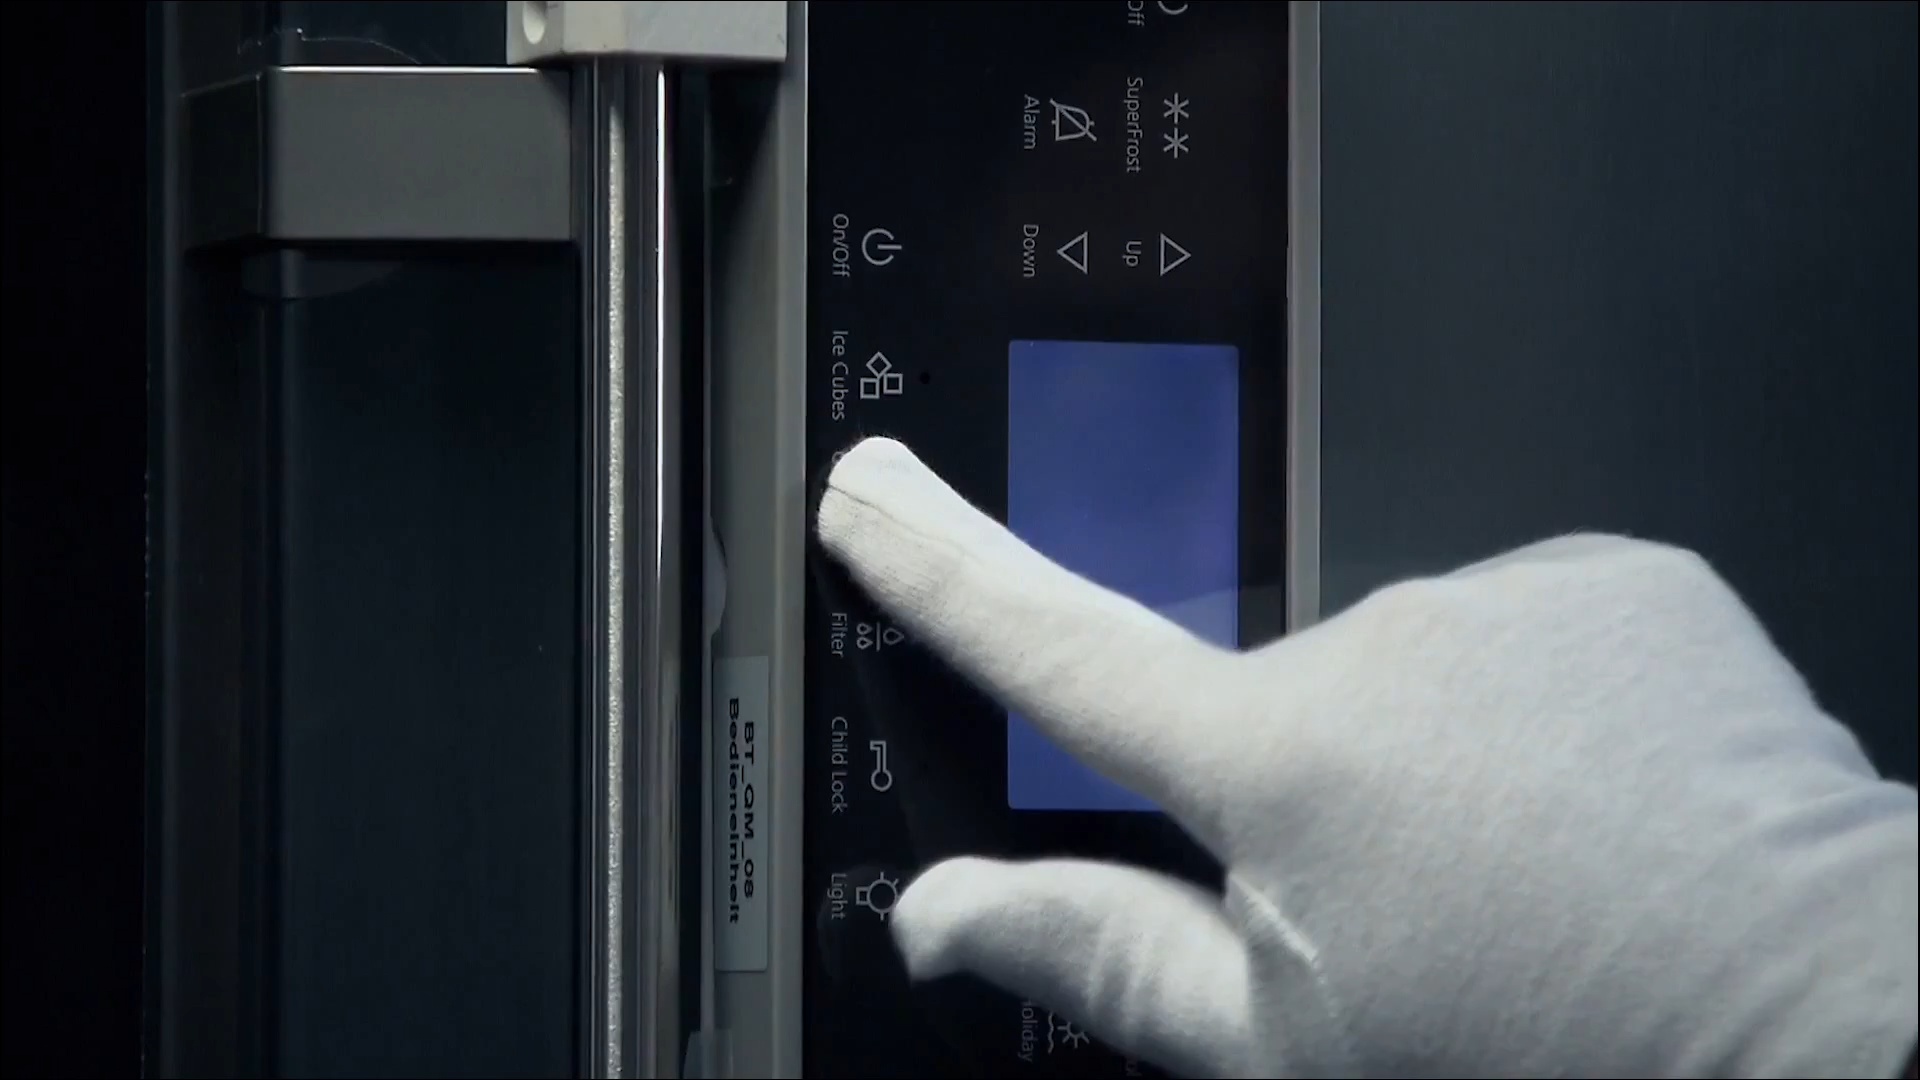 Off
SuperFrost
Alarm
Up
Down
On/Off
Ice Cubes
Filter
Child Lock
Light
BT_QM_08
Bedieneinheit